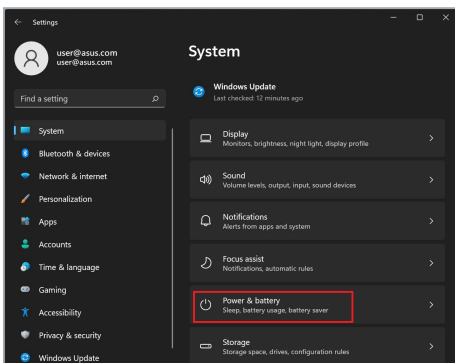 Settings
user@asus.com
user@asus.com
Find a setting
System
Bluetooth & devices
Network & internet
Personalization
Apps
Accounts
Time & language
Gaming
Accessibility
Privacy & security
Windows Update
System
Windows Update
Last checked: 12 minutes ago
Display
Monitors, brightness, night light, display profile
Sound
Volume levels, output, input, sound devices
Notifications
Alerts from apps and system
Focus assist
Notifications, automatic rules
Power & battery
Sleep, battery usage, battery saver
Storage
Storage space, drives, configuration rules